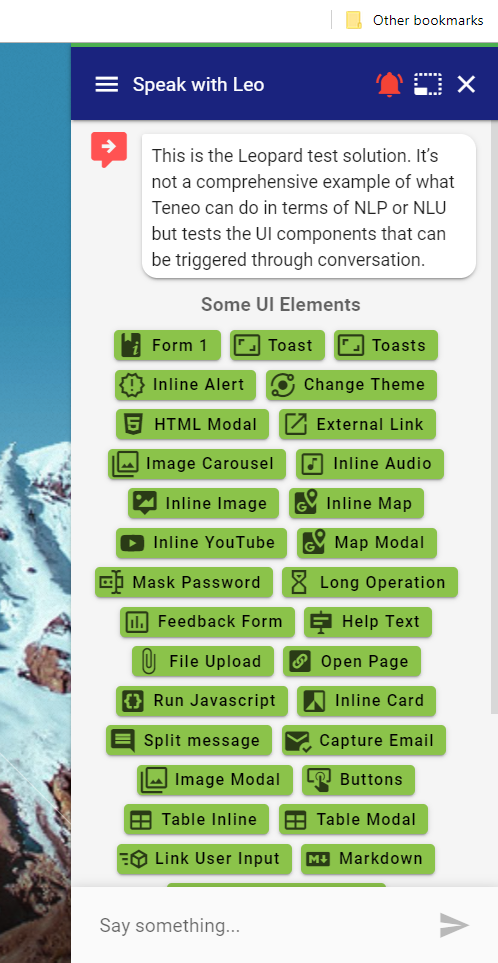 Other bookmarks
Speak with Leo
This is the Leopard test solution. It's
not a comprehensive example of what
Teneo can do in terms of NLP or NLU
but tests the UI components that can
be triggered through conversation.
Some UI Elements
Form 1 Toast Toasts
Inline Alert Change Theme
HTML Modal External Link
Image Carousel Inline Audio
Inline Image Inline Map
Inline YouTube Map Modal
Mask Password Long Operation
Feedback Form Help Text
File Upload Open Page
Run Javascript Inline Card
Split message Capture Email
Image Modal Buttons
Table Inline Table Modal
Link User Input Markdown
Say something...